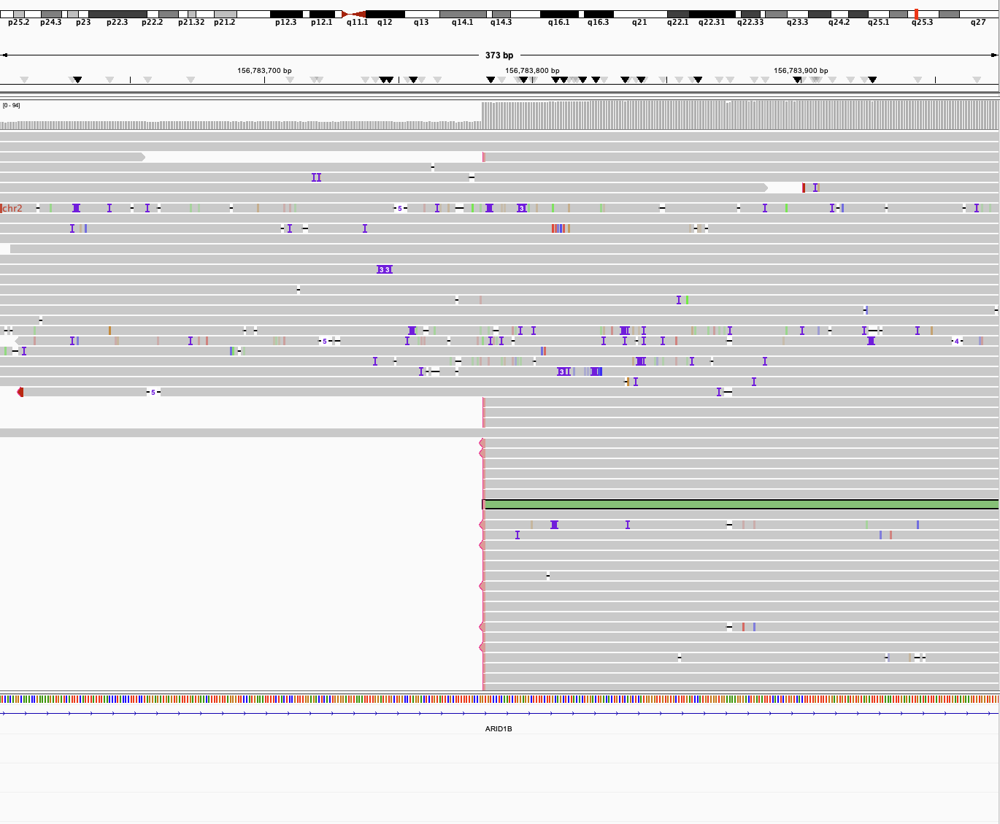 p25.2 p24.3 p23 p22.3 p22.2 p21.32 p21.2 p12.3 p12.1 q11.1 q12 q13 q14.1 q14.3 q16.1 q16.3 q21 q22.1 q22.31 q22.33 q23.3 q24.2 q25.1 q25.3 q27
373 bp
156,783,700 bp 156,783,800 bp 156,783,900 bp
[0 - 94]
chr2 5 3
3 3
5 4
3
5
ARID1B